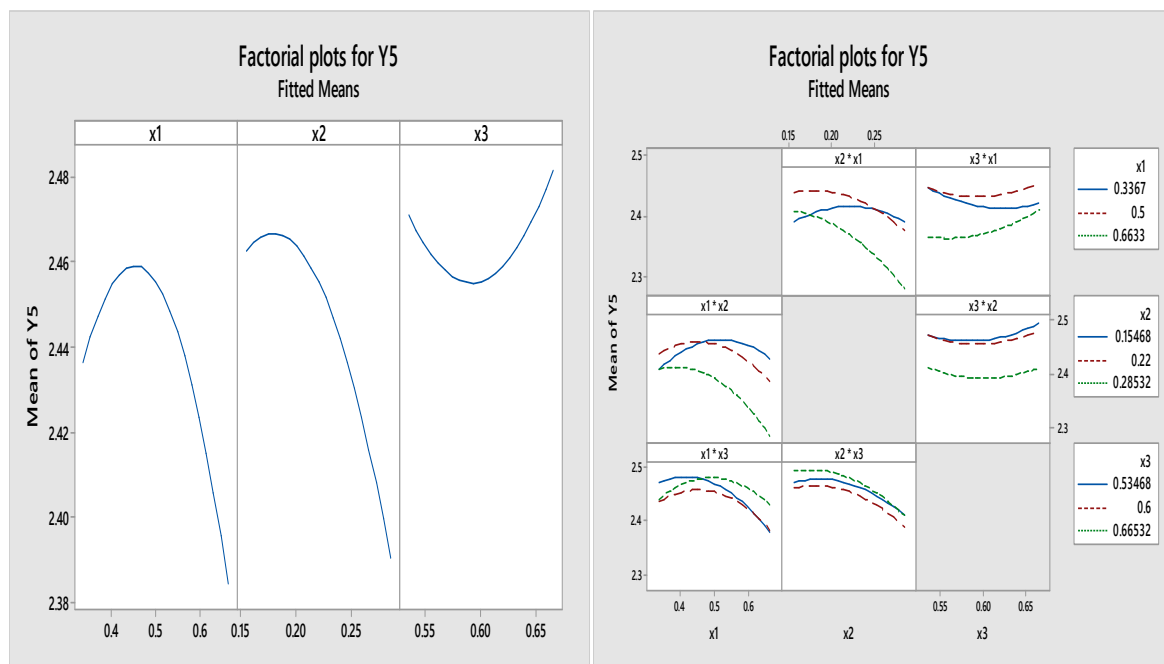 Factorial plots for Y5
Fitted Means
x1 x2 x3
Mean of Y5
2.48
2.46
2.44
2.42
2.40
2.38
0.4 0.5 0.6 0.15 0.20 0.25 0.55 0.60 0.65
Factorial plots for Y5
Fitted Means
0.15 0.20 0.25
2.5
x2 * x1 x3 * x1
2.4
2.3
x1
0.3367
0.5
0.6633
Mean of Y5
x1 * x2 x3 * x2
2.5
2.4
2.3
x2
0.15468
0.22
0.28532
x1 * x3 x2 * x3
2.5
2.4
2.3
x3
0.53468
0.6
0.66532
0.4 0.5 0.6 0.55 0.60 0.65
x1 x2 x3